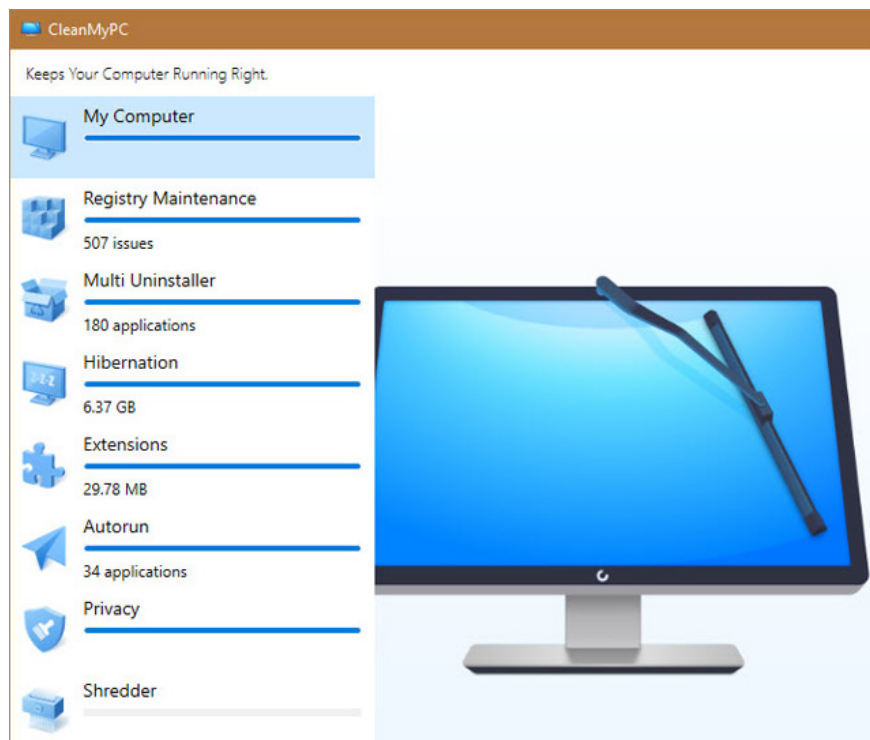 CleanMyPC
Keeps Your Computer Running Right.
My Computer
Registry Maintenance
507 issues
Multi Uninstaller
180 applications
Hibernation
Z-Z-Z
6.37 GB
Extensions
29.78 MB
Autorun
34 applications
Privacy
Shredder